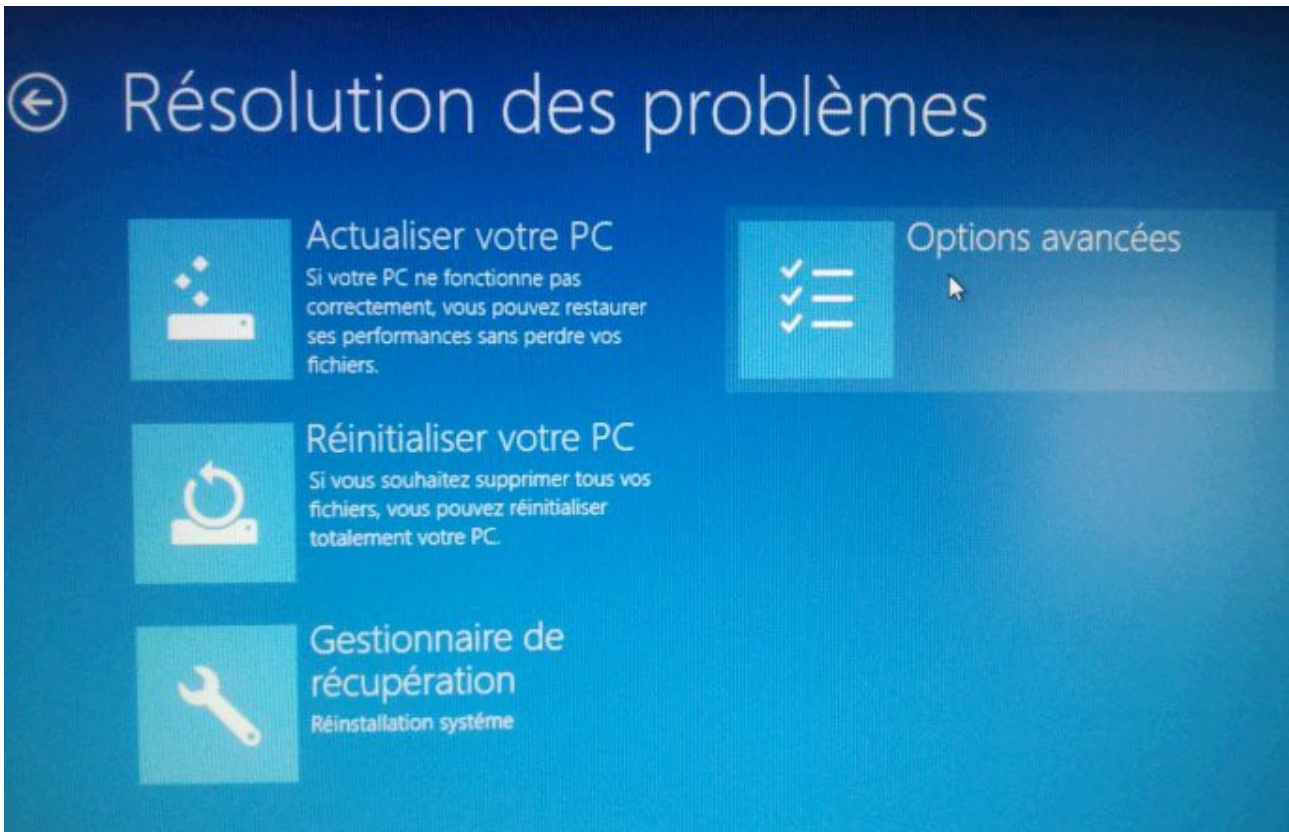 Résolution des problèmes
Actualiser votre PC
Si votre PC ne fonctionne pas
correctement, vous pouvez restaurer
ses performances sans perdre vos
fichiers.
Réinitialiser votre PC
Si vous souhaitez supprimer tous vos
fichiers, vous pouvez réinitialiser
totalement votre PC.
Gestionnaire de
récupération
Réinstallation systéme
Options avancées